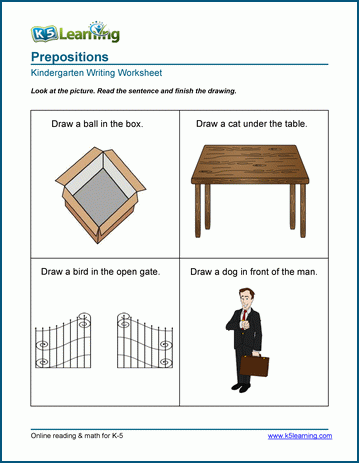 K5 Learning
Prepositions
Kindergarten Writing Worksheet
Look at the picture. Read the sentence and finish the drawing.
Draw a ball in the box.
Draw a cat under the table.
Draw a bird in the open gate.
Draw a dog in front of the man.
Online reading & math for K-5
www.k5learning.com